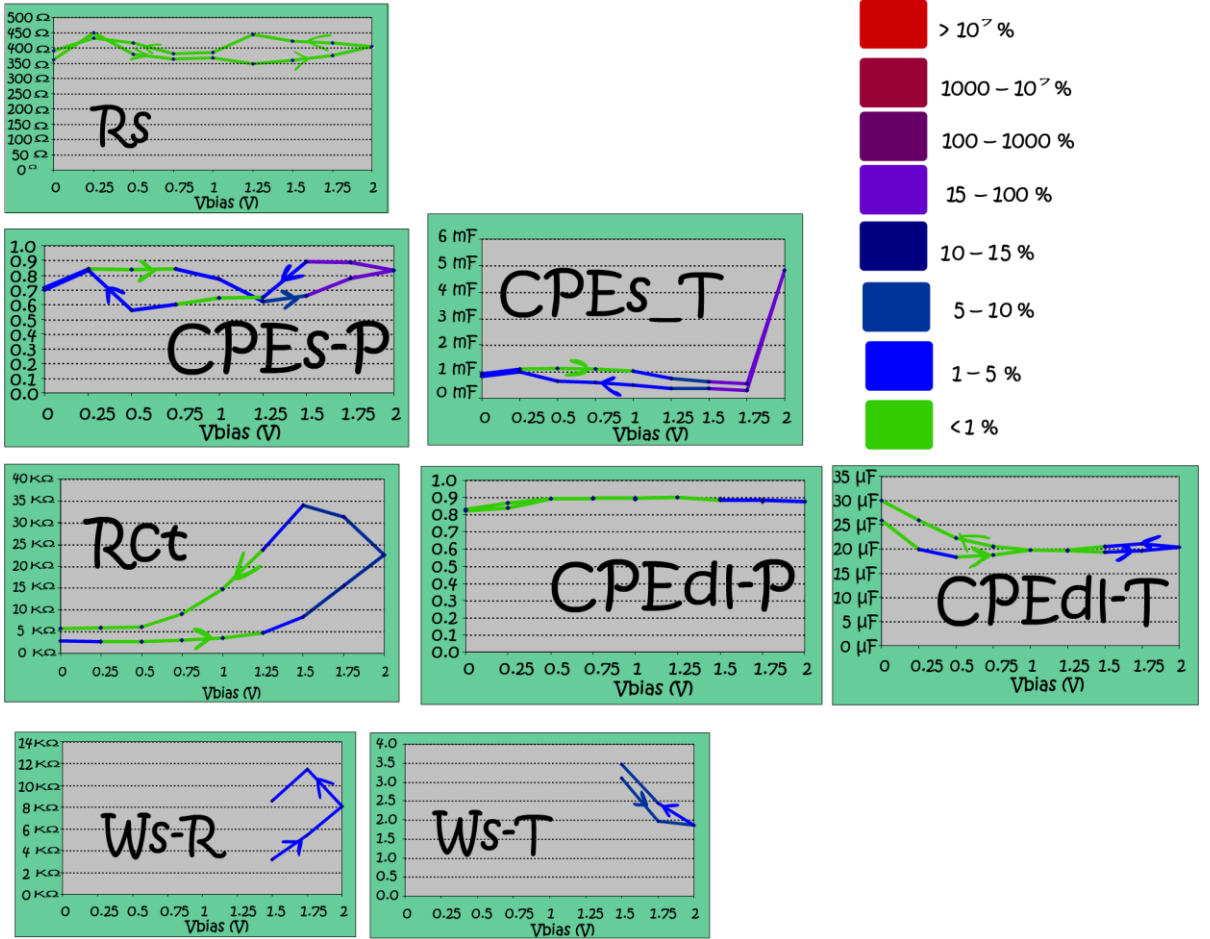 500 Ω
450 Ω
400 Ω
350 Ω
300 Ω
250 Ω
200 Ω
150 Ω
100 Ω
50 Ω
0 Ω
Rs
0 0.25 0.5 0.75 1 1.25 1.5 1.75 2
Vbias (V)
> 10⁷ %
1000 – 10⁷ %
100 – 1000 %
15 – 100 %
10 – 15 %
5 – 10 %
1 – 5 %
<1 %
1.0
0.9
0.8
0.7
0.6
0.5
0.4
0.3
0.2
0.1
0.0
CPEs-P
0 0.25 0.5 0.75 1 1.25 1.5 1.75 2
Vbias (V)
6 mF
5 mF
4 mF
3 mF
2 mF
1 mF
0 mF
CPEs_T
0 0.25 0.5 0.75 1 1.25 1.5 1.75 2
Vbias (V)
40 KΩ
35 KΩ
30 KΩ
25 KΩ
20 KΩ
15 KΩ
10 KΩ
5 KΩ
0 KΩ
RCt
0 0.25 0.5 0.75 1 1.25 1.5 1.75 2
Vbias (V)
1.0
0.9
0.8
0.7
0.6
0.5
0.4
0.3
0.2
0.1
0.0
CPEdl-P
0 0.25 0.5 0.75 1 1.25 1.5 1.75 2
Vbias (V)
35 µF
30 µF
25 µF
20 µF
15 µF
10 µF
5 µF
0 µF
CPEdl-T
0 0.25 0.5 0.75 1 1.25 1.5 1.75 2
Vbias (V)
14 KΩ
12 KΩ
10 KΩ
8 KΩ
6 KΩ
4 KΩ
2 KΩ
0 KΩ
Ws-R
0 0.25 0.5 0.75 1 1.25 1.5 1.75 2
Vbias (V)
4.0
3.5
3.0
2.5
2.0
1.5
1.0
0.5
0.0
Ws-T
0 0.25 0.5 0.75 1 1.25 1.5 1.75 2
Vbias (V)